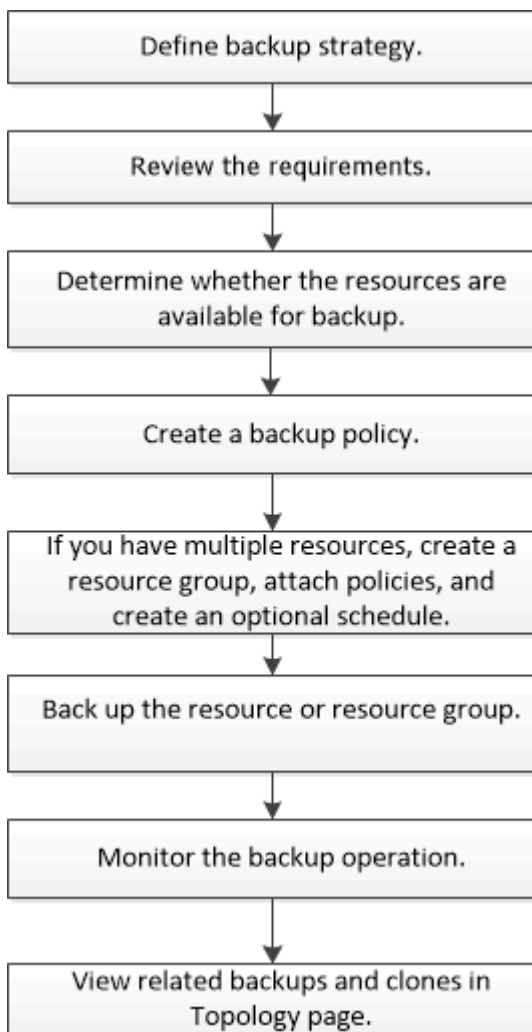 Define backup strategy.
Review the requirements.
Determine whether the resources are
available for backup.
Create a backup policy.
If you have multiple resources, create a
resource group, attach policies, and
create an optional schedule.
Back up the resource or resource group.
Monitor the backup operation.
View related backups and clones in
Topology page.